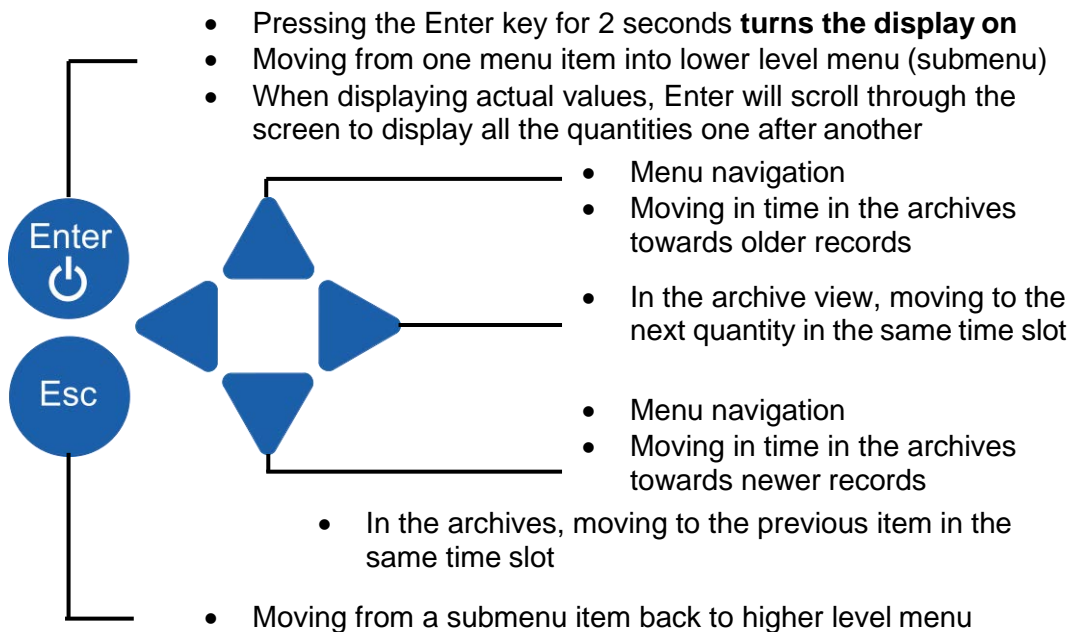 • Pressing the Enter key for 2 seconds turns the display on
• Moving from one menu item into lower level menu (submenu)
• When displaying actual values, Enter will scroll through the
screen to display all the quantities one after another
• Menu navigation
• Moving in time in the archives
towards older records
Enter
• In the archive view, moving to the
next quantity in the same time slot
Esc
• Menu navigation
• Moving in time in the archives
towards newer records
• In the archives, moving to the previous item in the
same time slot
• Moving from a submenu item back to higher level menu